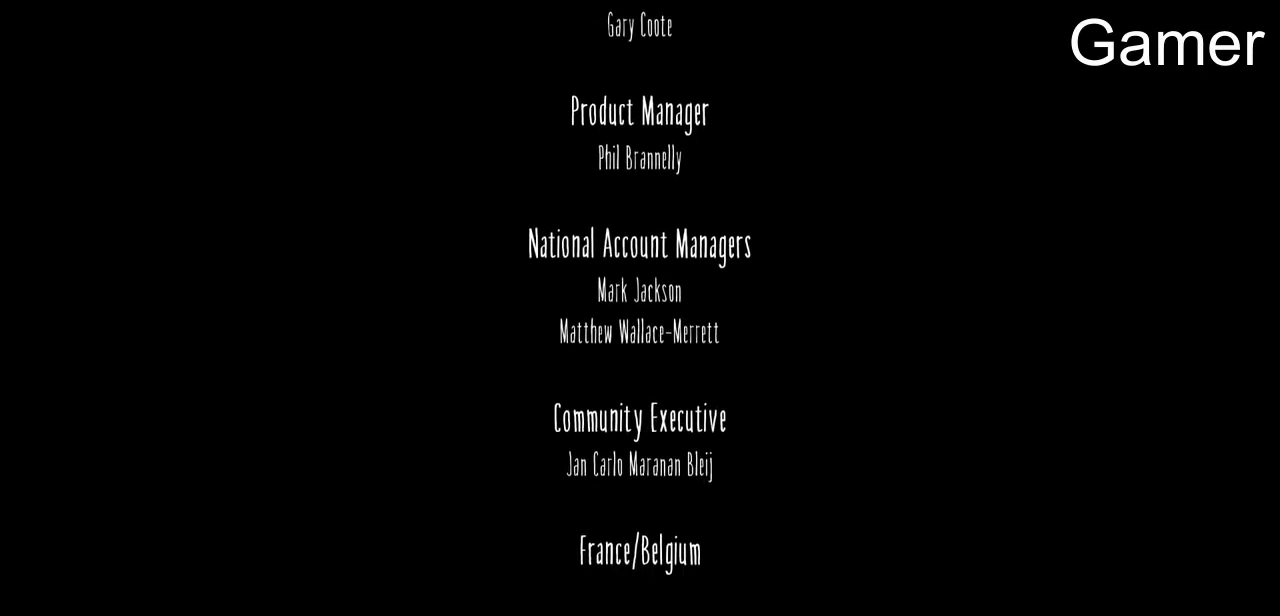 Gary Coote
Gamer
Product Manager
Phil Brannelly
National Account Managers
Mark Jackson
Matthew Wallace-Merrett
Community Executive
Jan Carlo Maranan Bleij
France/Belgium